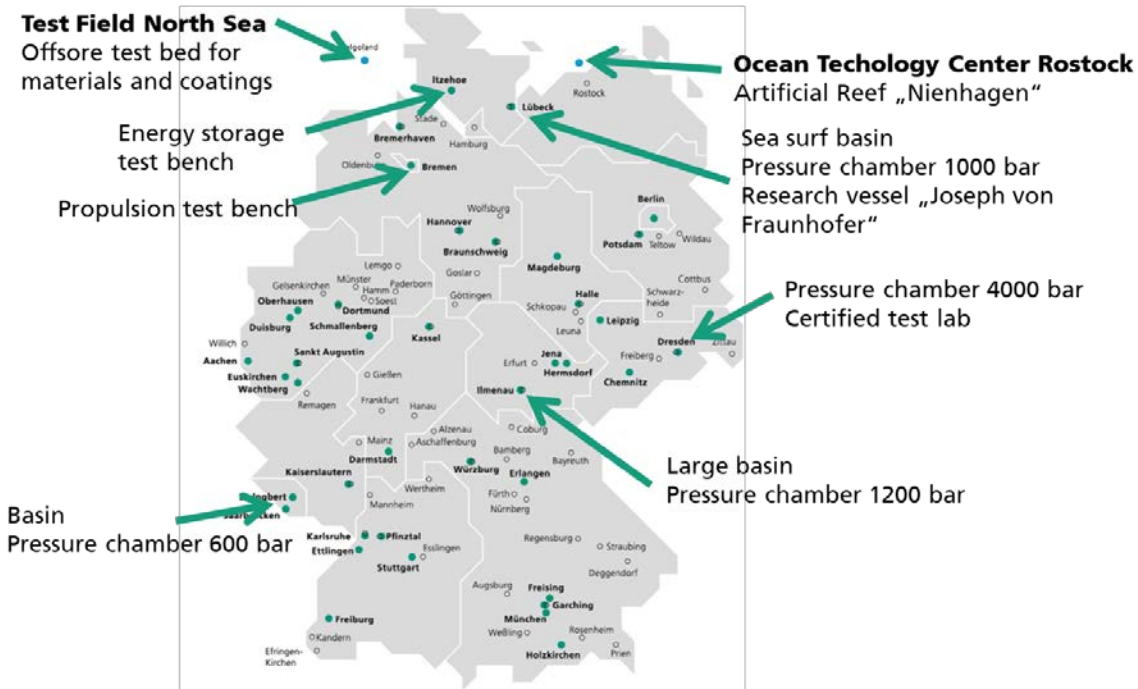 Test Field North Sea
Offsore test bed for
materials and coatings
Ocean Techology Center Rostock
Artificial Reef „Nienhagen“
Energy storage
test bench
Propulsion test bench
Sea surf basin
Pressure chamber 1000 bar
Research vessel „Joseph von
Fraunhofer“
Pressure chamber 4000 bar
Certified test lab
Large basin
Pressure chamber 1200 bar
Basin
Pressure chamber 600 bar
Itzehoe
Rostock
Lübeck
Stade
Bremerhaven
Hamburg
Bremen
Berlin
Wolfsburg
Hannover
Potsdam
Teltow
Wildau
Braunschweig
Magdeburg
Lemgo
Goslar
Cottbus
Münster
Gelsenkirchen
Hamm
Paderborn
Soest
Göttingen
Halle
Schkopau
Schwarz-
heide
Oberhausen
Dortmund
Leipzig
Duisburg
Schmallenberg
Kassel
Leuna
Willich
Dresden
Zittau
Sankt Augustin
Jena
Erfurt
Freiberg
Aachen
Hermsdorf
Euskirchen
Gießen
Chemnitz
Wachtberg
Ilmenau
Remagen
Frankfurt
Hanau
Alzenau
Coburg
Mainz
Aschaffenburg
Bamberg
Bayreuth
Darmstadt
Kaiserslautern
Würzburg
Erlangen
Wertheim
Fürth
Mannheim
Nürnberg
Karlsruhe
Pfinztal
Regensburg
Ettlingen
Esslingen
Straubing
Stuttgart
Deggendorf
Augsburg
Freising
Garching
Freiburg
München
Weßling
Rosenheim
Kandern
Efringen-
Kirchen
Holzkirchen
Prien